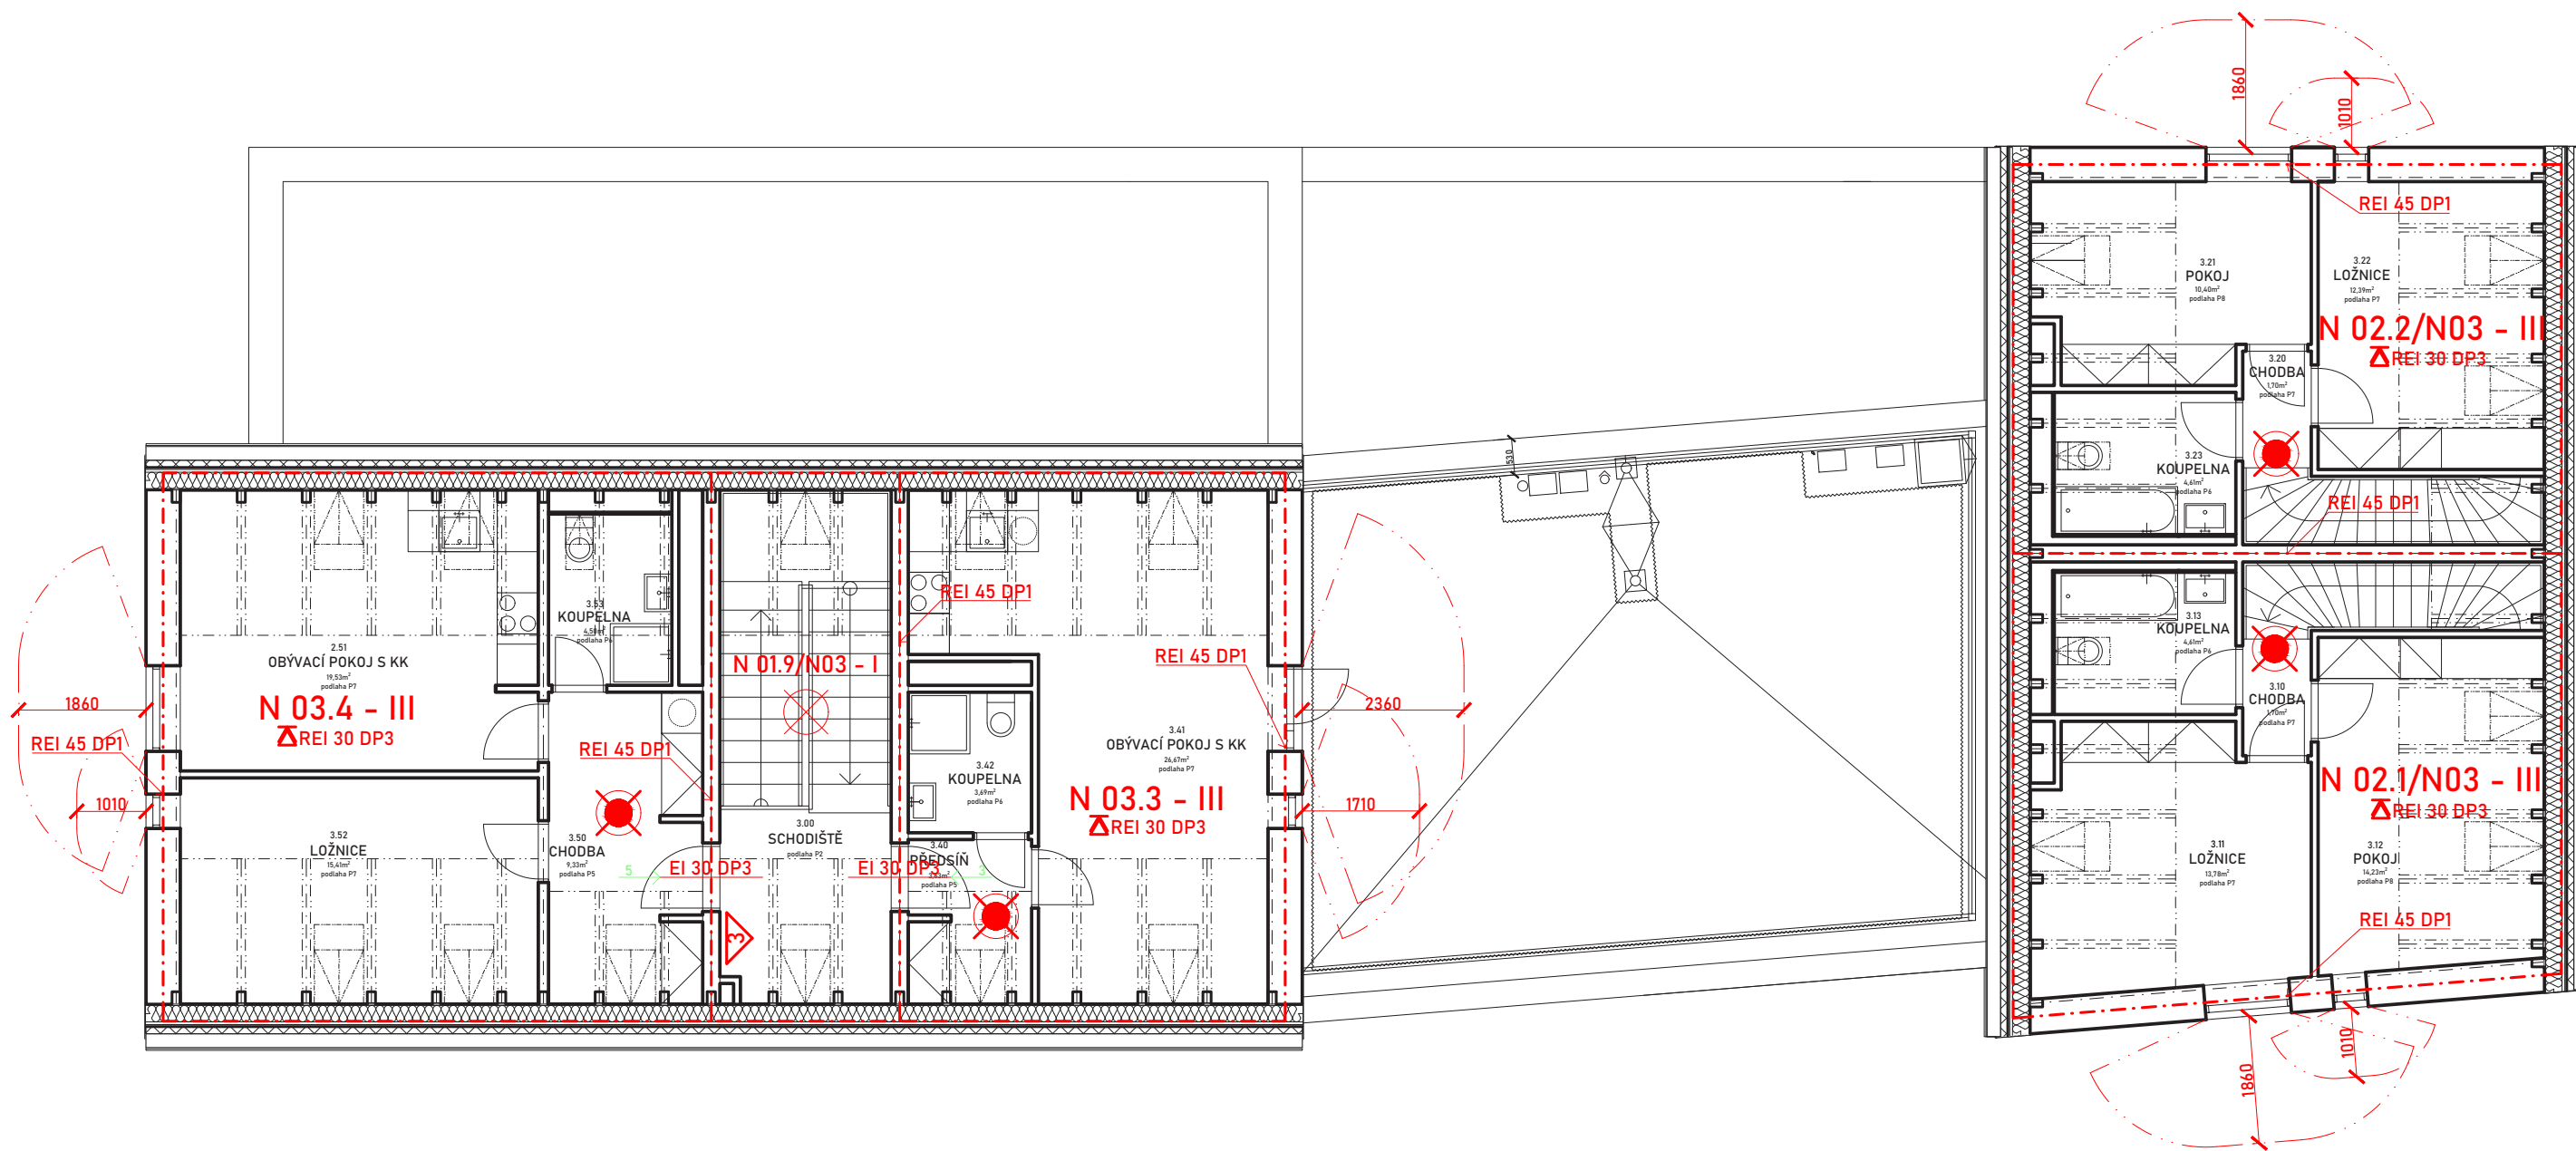 1860
1010
REI 45 DP1
3.21
POKOJ
10,40m²
podlaha P8
3.22
LOŽNICE
12,39m²
podlaha P7
N 02.2/N03 - III
REI 30 DP3
3.20
CHODBA
1,70m²
podlaha P7
3.23
KOUPELNA
4,61m²
podlaha P6
REI 45 DP1
3.13
KOUPELNA
4,61m²
podlaha P6
3.10
CHODBA
1,70m²
podlaha P7
N 02.1/N03 - III
REI 30 DP3
3.11
LOŽNICE
13,78m²
podlaha P7
3.12
POKOJ
14,23m²
podlaha P8
REI 45 DP1
1860
1010
530
2.51
OBÝVACÍ POKOJ S KK
19,53m²
podlaha P7
N 03.4 - III
REI 30 DP3
1860
REI 45 DP1
1010
3.52
LOŽNICE
15,41m²
podlaha P7
3.53
KOUPELNA
podlaha P6
REI 45 DP1
3.50
CHODBA
9,33m²
podlaha P5
5
EI 30 DP3
N 01.9/N03 - I
3.00
SCHODIŠTĚ
podlaha P2
3
REI 45 DP1
EI 30 DP3
3.40
PŘEDSÍŇ
podlaha P5
3
3.42
KOUPELNA
3,69m²
podlaha P6
REI 45 DP1
3.41
OBÝVACÍ POKOJ S KK
26,67m²
podlaha P7
N 03.3 - III
REI 30 DP3
2360
1710